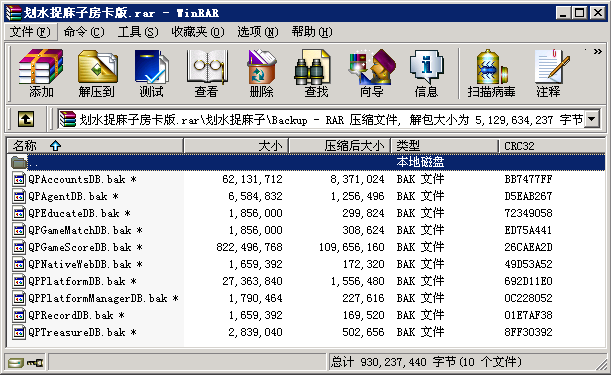 划水捉麻子房卡版.rar - WinRAR
文件(F) 命令(C) 工具(S) 收藏夹(O) 选项(N) 帮助(H)
添加 解压到 测试 查看 删除 查找 向导 信息 扫描病毒 注释
划水捉麻子房卡版.rar\划水捉麻子\Backup - RAR 压缩文件, 解包大小为 5,129,634,237 字节
名称 大小 压缩后大小 类型 CRC32
.. 本地磁盘
QPAccountsDB.bak * 62,131,712 8,371,024 BAK 文件 BB7477FF
QPAgentDB.bak * 6,584,832 1,256,496 BAK 文件 D5EAB267
QPEducateDB.bak * 1,856,000 299,824 BAK 文件 72349058
QPGameMatchDB.bak * 1,856,000 308,624 BAK 文件 ED75A441
QPGameScoreDB.bak * 822,496,768 109,656,160 BAK 文件 26CAEA2D
QPNativeWebDB.bak * 1,659,392 172,320 BAK 文件 49D53A52
QPPlatformDB.bak * 27,363,840 1,556,480 BAK 文件 692D11E0
QPPlatformManagerDB.bak * 1,790,464 227,616 BAK 文件 0C228052
QPRecordDB.bak * 1,659,392 169,520 BAK 文件 01E7AF38
QPTreasureDB.bak * 2,839,040 502,656 BAK 文件 8FF30392
总计 930,237,440 字节(10 个文件)